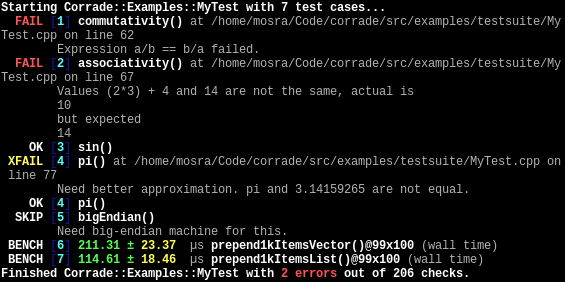 Starting Corrade::Examples::MyTest with 7 test cases...
FAIL [1] commutativity() at /home/mosra/Code/corrade/src/examples/testsuite/My
Test.cpp on line 62
Expression a/b == b/a failed.
FAIL [2] associativity() at /home/mosra/Code/corrade/src/examples/testsuite/My
Test.cpp on line 67
Values (2*3) + 4 and 14 are not the same, actual is
10
but expected
14
OK [3] sin()
XFAIL [4] pi() at /home/mosra/Code/corrade/src/examples/testsuite/MyTest.cpp on
line 77
Need better approximation. pi and 3.14159265 are not equal.
OK [4] pi()
SKIP [5] bigEndian()
Need big-endian machine for this.
BENCH [6] 211.31 ± 23.37 µs prepend1kItemsVector()@99x100 (wall time)
BENCH [7] 114.61 ± 18.46 µs prepend1kItemsList()@99x100 (wall time)
Finished Corrade::Examples::MyTest with 2 errors out of 206 checks.